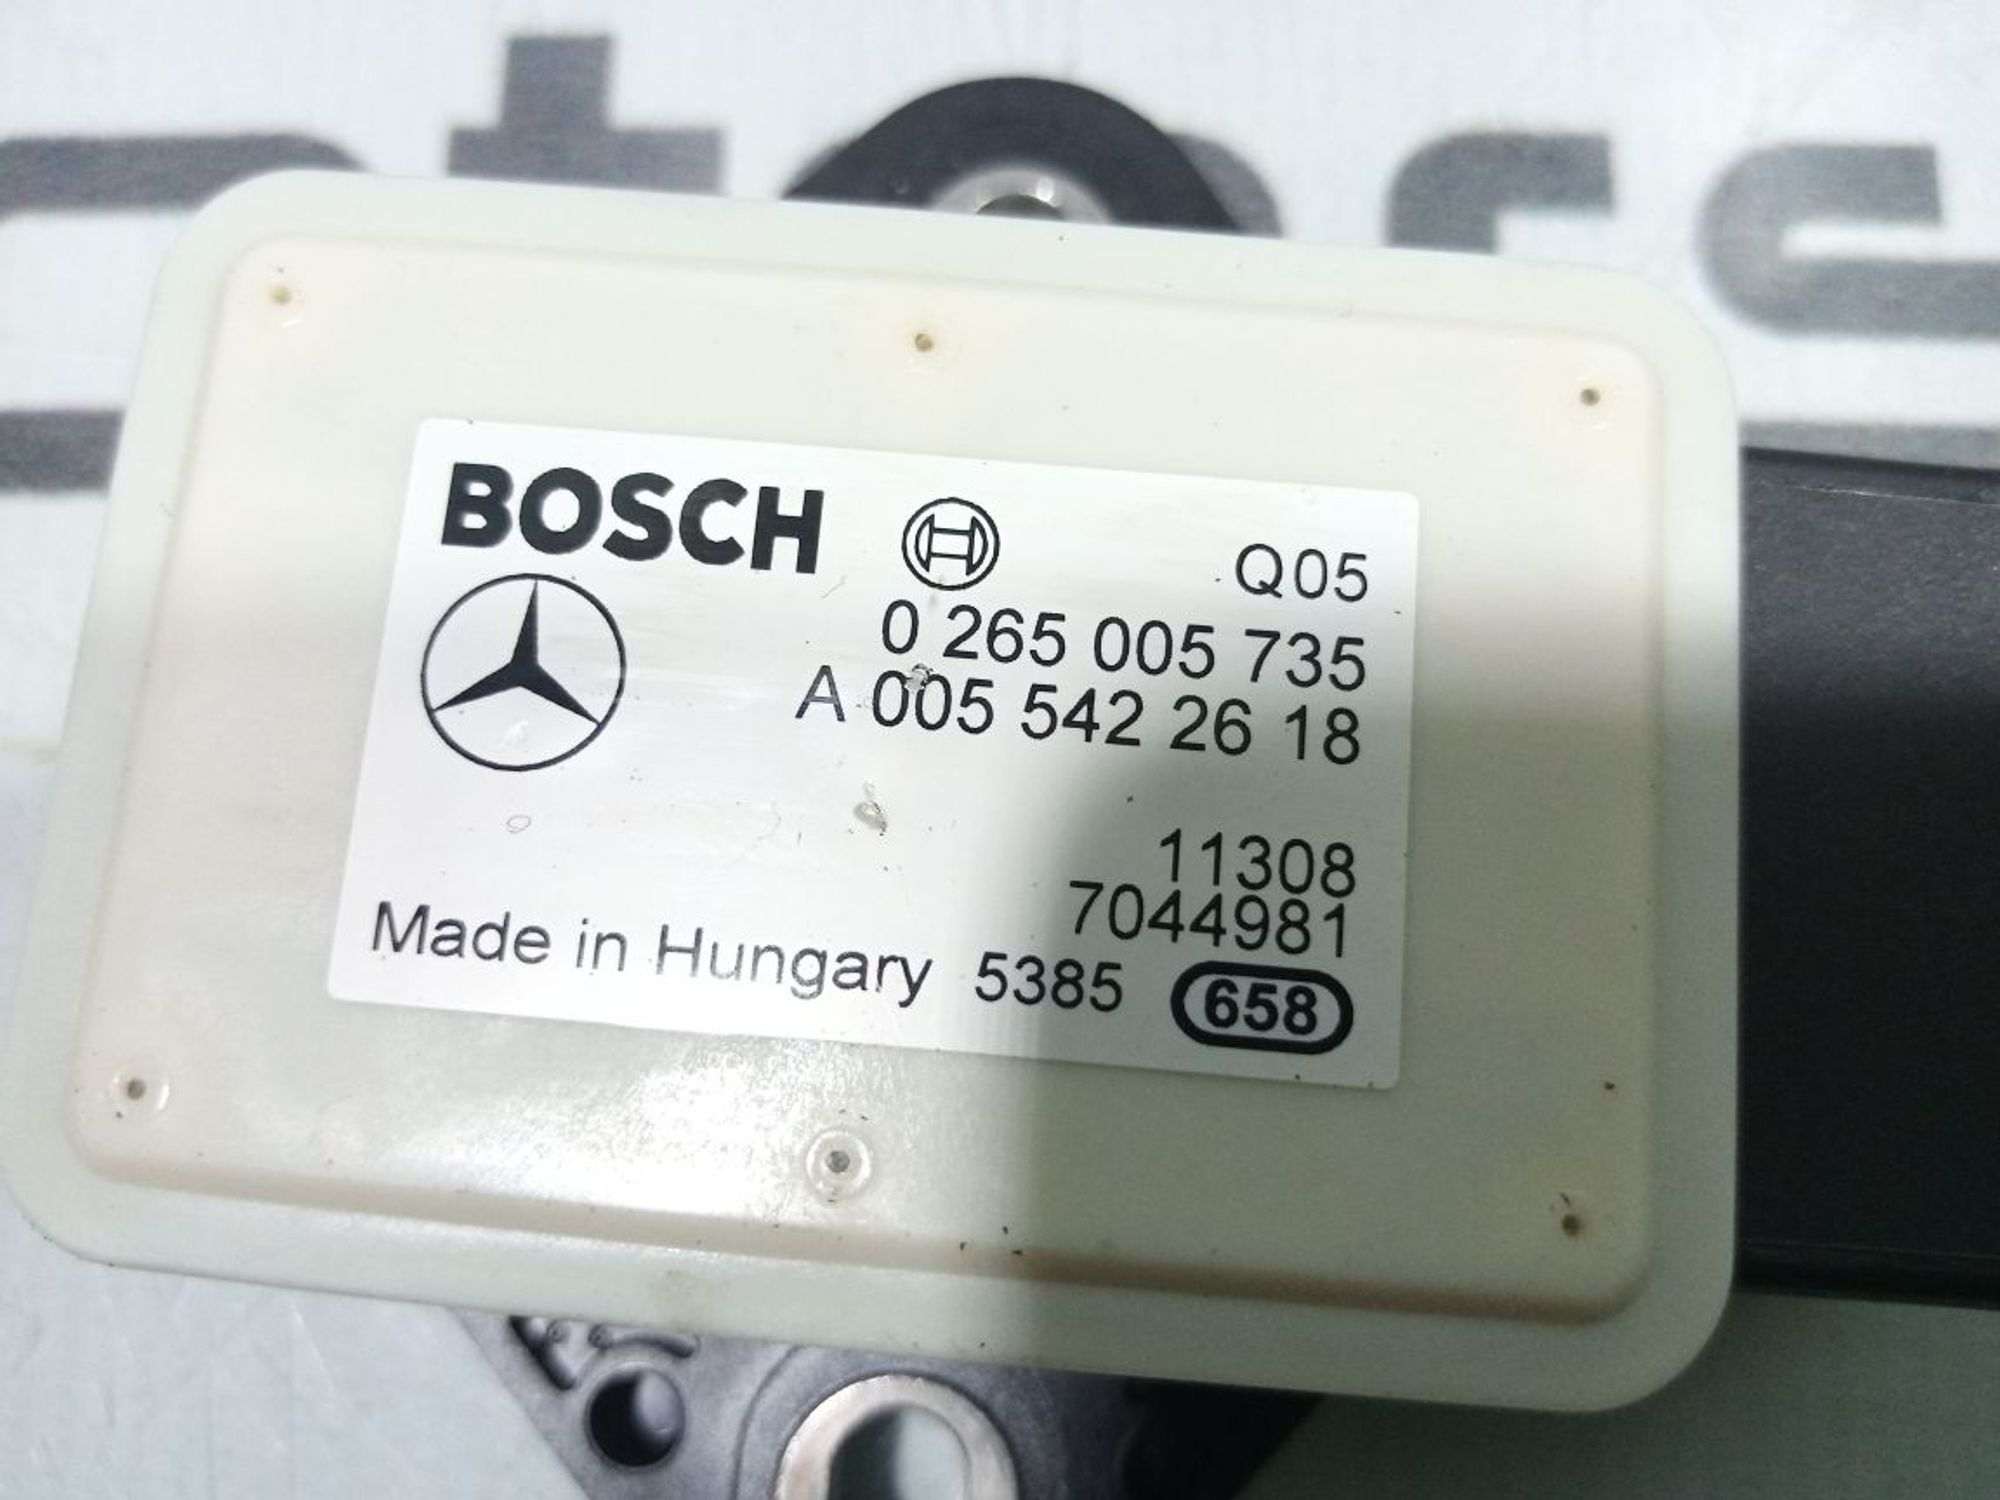 BOSCH
Q05
0 265 005 735
A 005 542 26 18
11308
7044981
Made in Hungary 5385 658